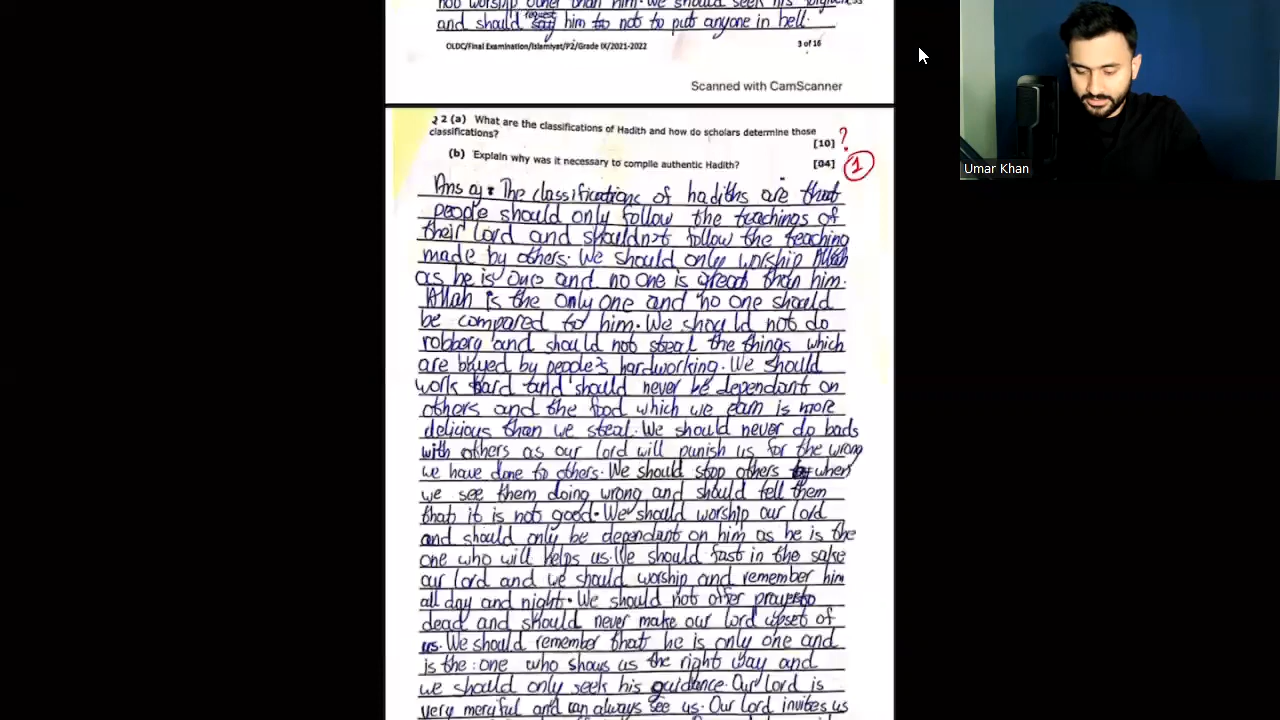 not worship other than him. We should seek his forgiveness
and should request him to not to put anyone in hell.
OLDC/Final Examination/Islamiyat/P2/Grade IX/2021-2022
3 of 16
Scanned with CamScanner
Umar Khan
2 (a) What are the classifications of Hadith and how do scholars determine those
classifications?
[10] ?
(b) Explain why was it necessary to compile authentic Hadith?
[04] 1
Ans a): The classifications of hadiths are that
people should only follow the teachings of
their lord and shouldn't follow the teaching
made by others. We should only worship Allah
as he is one and no one is great than him.
Allah is the only one and no one should
be compared to him. We should not do
robbery and should not steal the things which
are buyed by people's hardworking. We should
work hard and should never be dependant on
others and the food which we earn is more
delicious than we steal. We should never do bads
with others as our lord will punish us for the wrong
we have done to others. We should stop others when
we see them doing wrong and should tell them
that it is not good. We should worship our lord
and should only be dependant on him as he is the
one who will helps us. We should fast in the sake
our lord and we should worship and remember him
all day and night. We should not offer prayer to
dead and should never make our lord upset of
us. We should remember that he is only one and
is the one who shows us the right way and
we should only seek his guidance. Our lord is
very merciful and can always see us. Our lord invites us